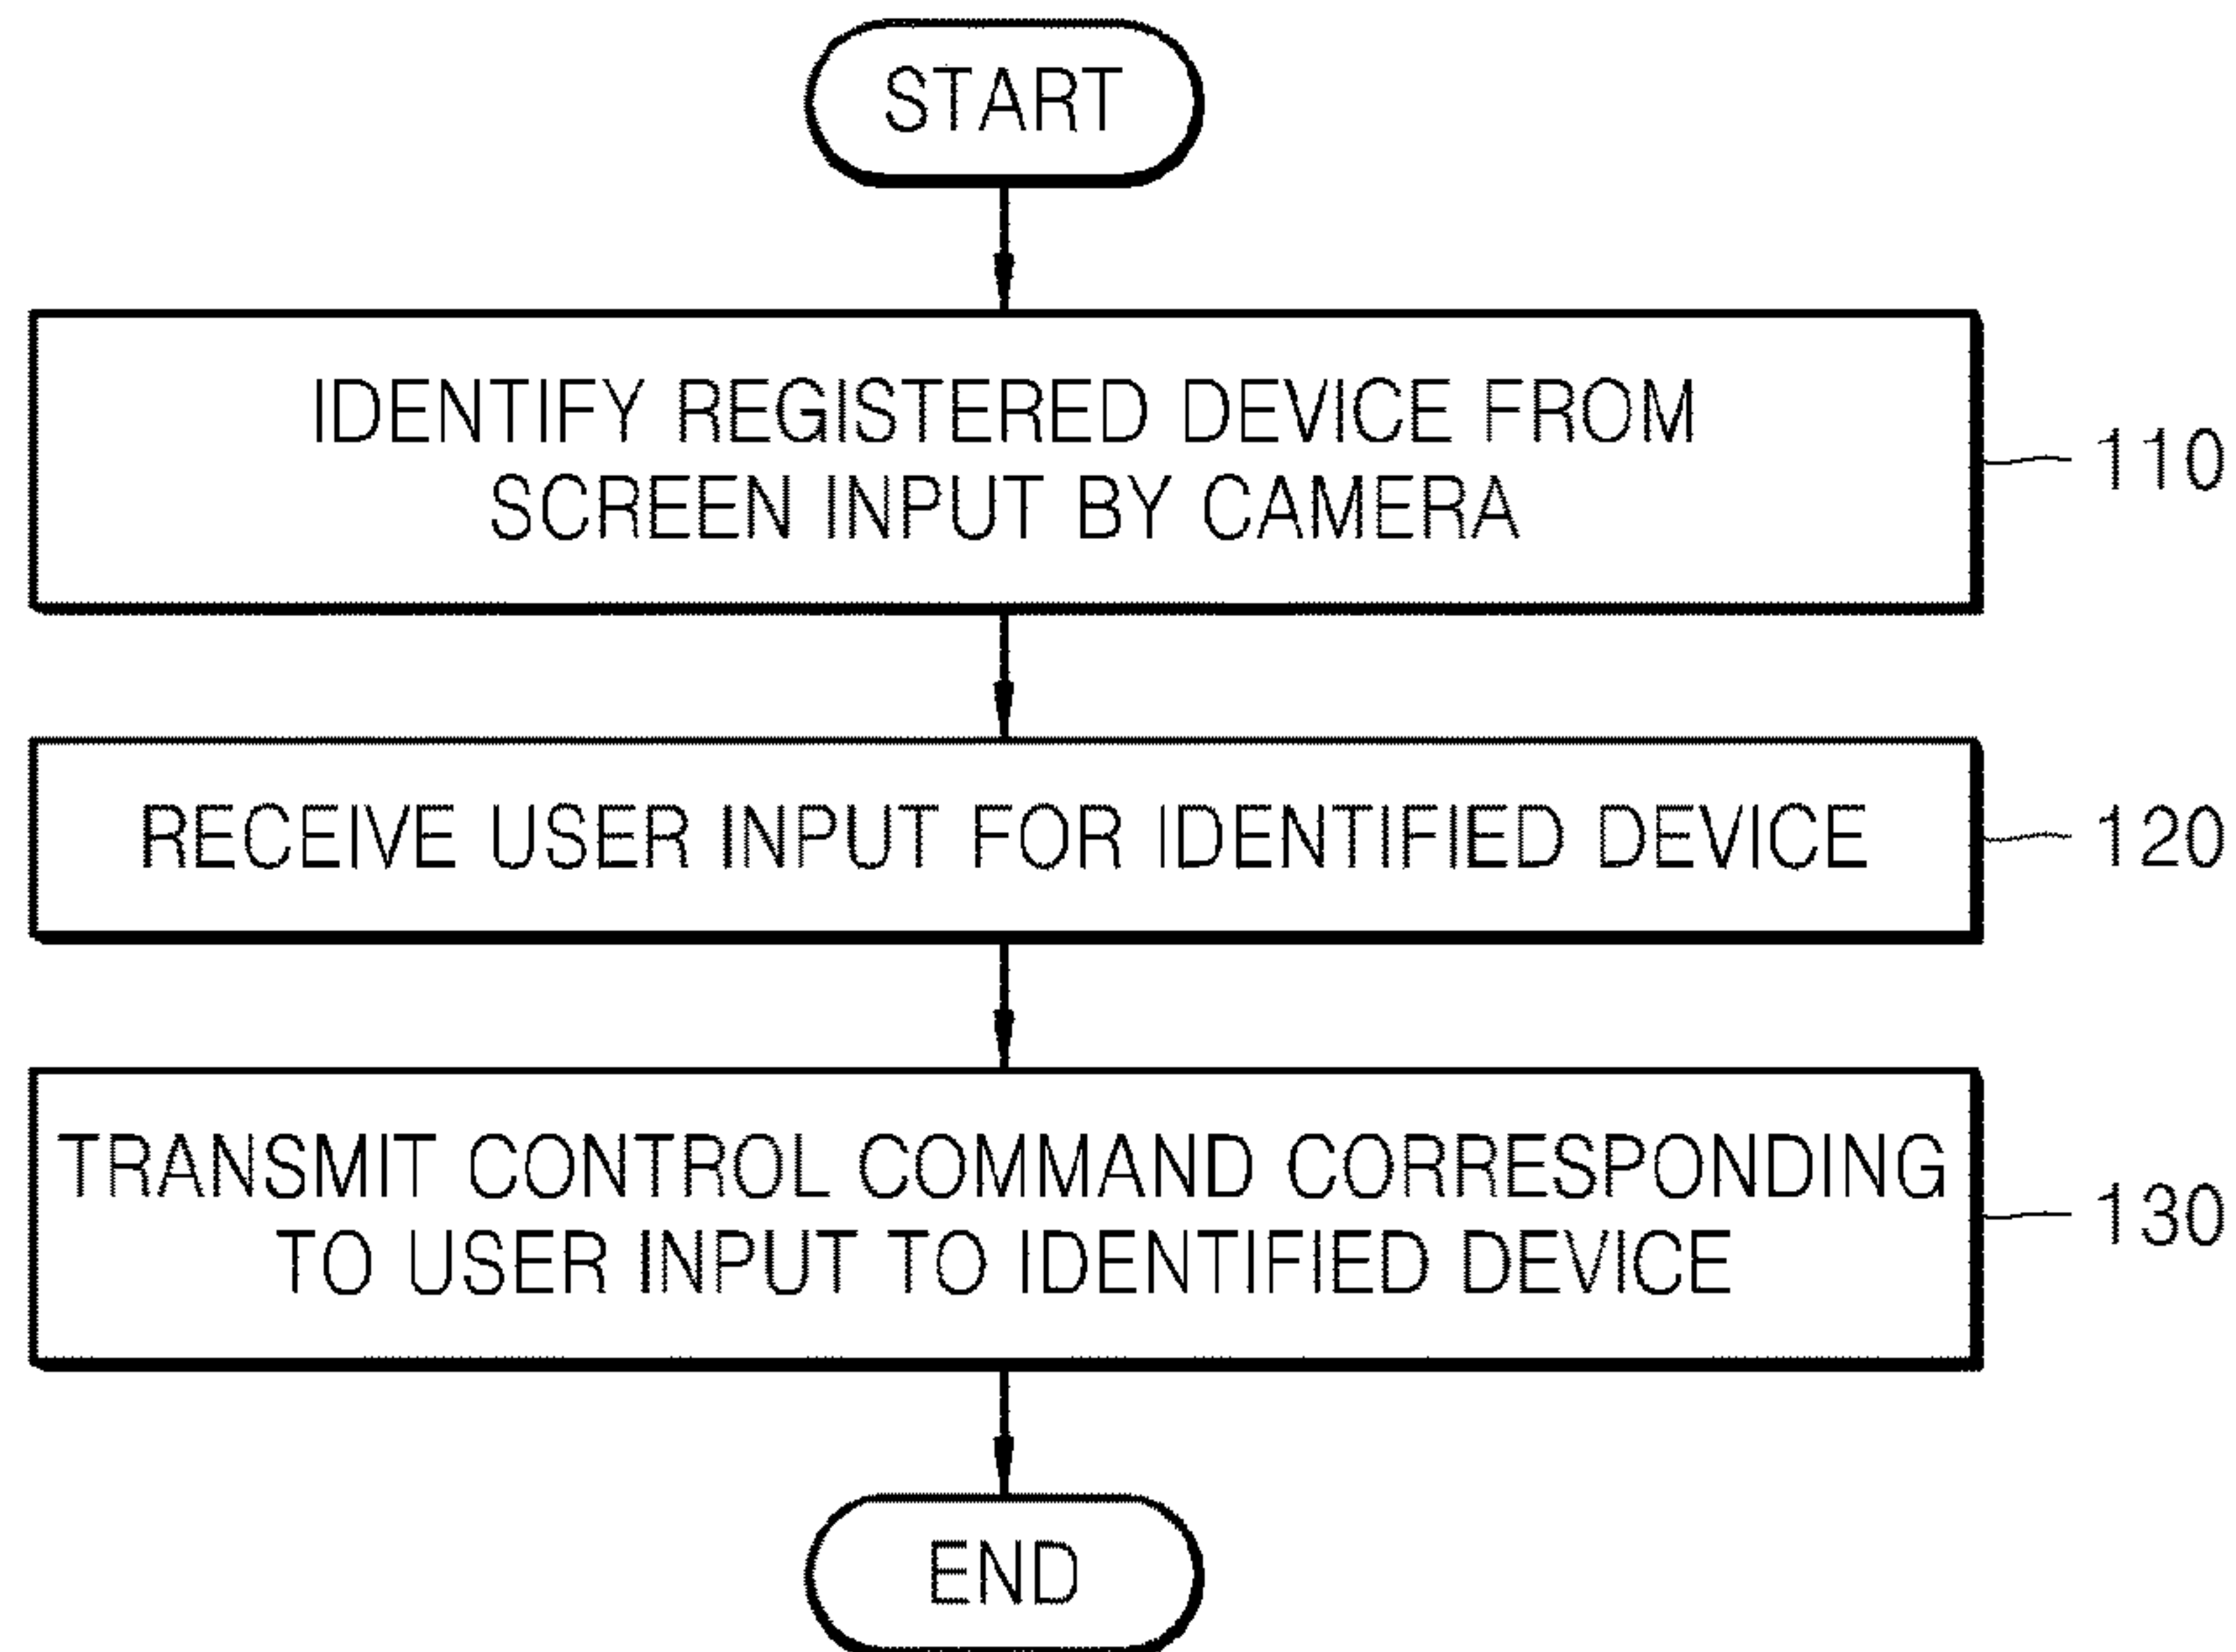 START
IDENTIFY REGISTERED DEVICE FROM
SCREEN INPUT BY CAMERA
110
RECEIVE USER INPUT FOR IDENTIFIED DEVICE
120
TRANSMIT CONTROL COMMAND CORRESPONDING
TO USER INPUT TO IDENTIFIED DEVICE
130
END